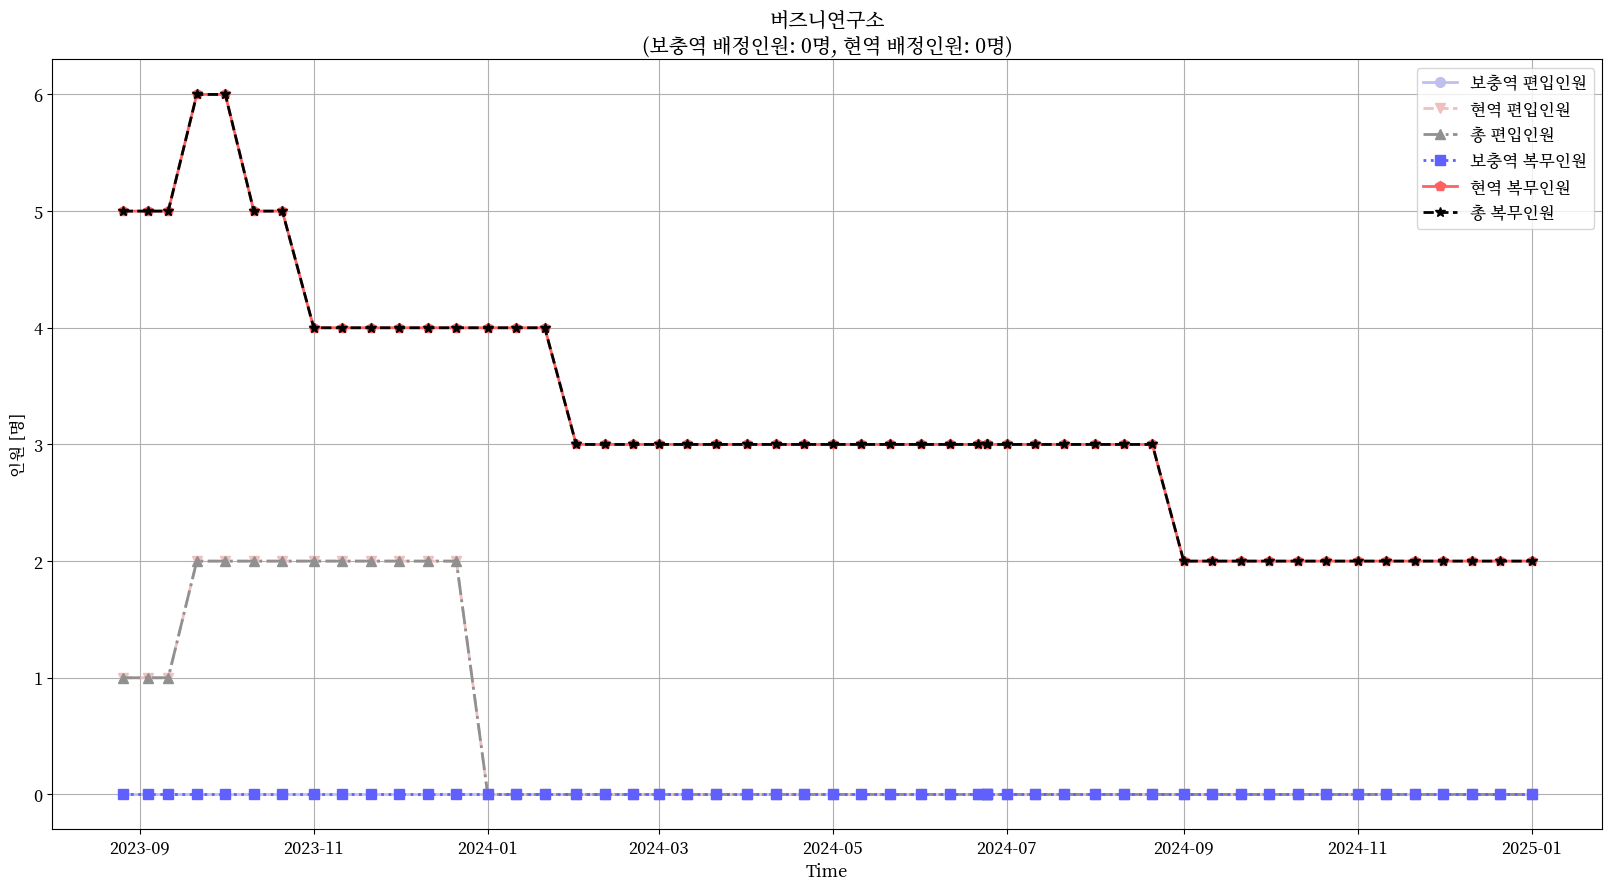 버즈니연구소
(보충역 배정인원: 0명, 현역 배정인원: 0명)
보충역 편입인원
현역 편입인원
총 편입인원
보충역 복무인원
현역 복무인원
총 복무인원
인원 [명]
6
5
4
3
2
1
0
2023-09
2023-11
2024-01
2024-03
2024-05
2024-07
2024-09
2024-11
2025-01
Time